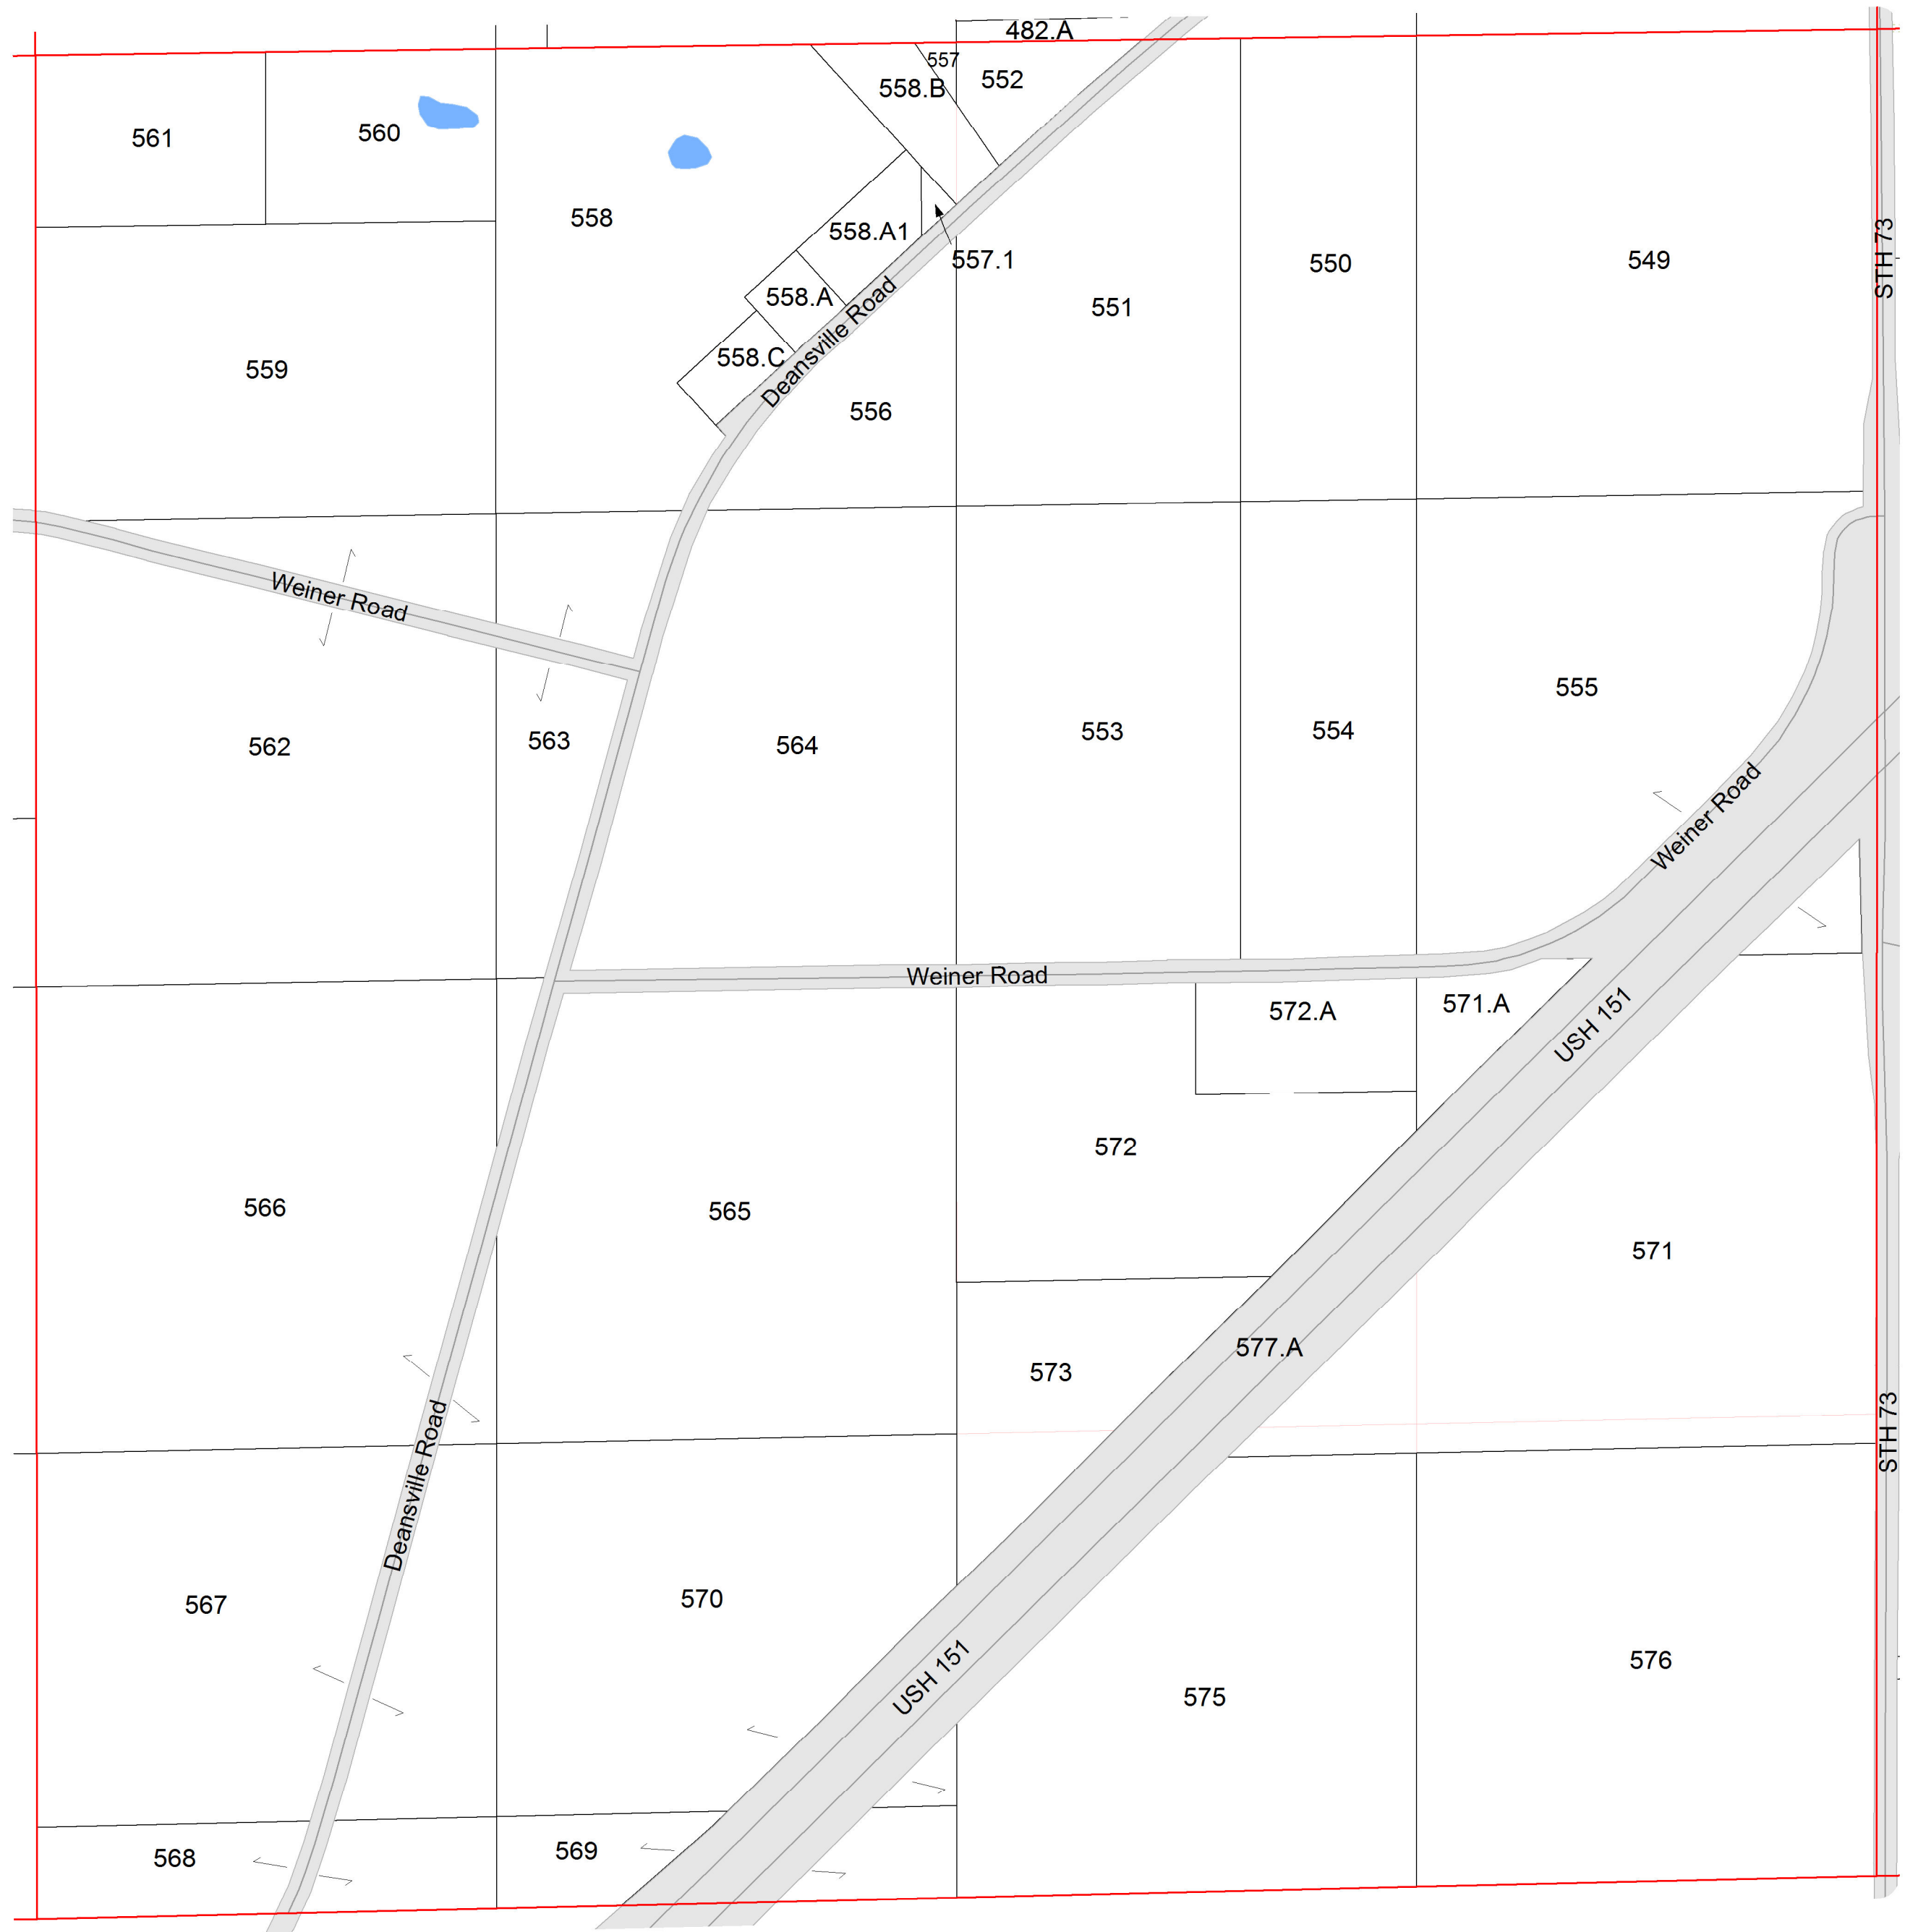 482.A
557
552
558.B
561
560
558
558.A1
557.1
550
549
STH 73
551
558.A
Deansville Road
558.C
559
556
Weiner Road
562
563
564
553
554
555
Weiner Road
Weiner Road
572.A
571.A
USH 151
572
566
565
571
577.A
573
STH 73
Deansville Road
567
570
USH 151
575
576
568
569